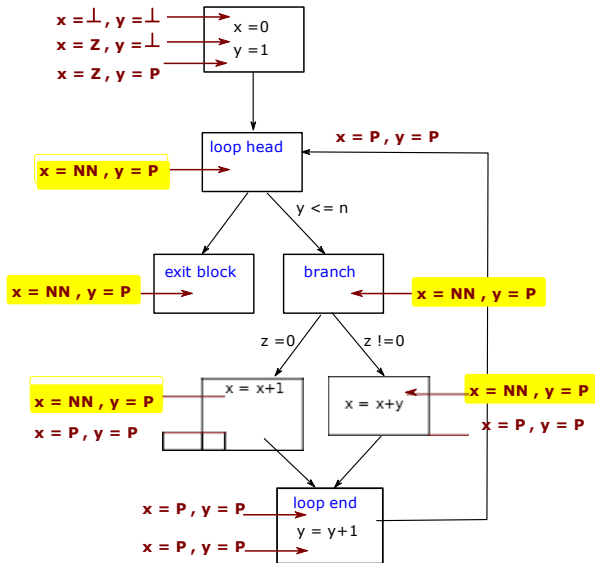 x = ⊥ , y = ⊥
x = Z , y = ⊥
x = Z , y = P
x =0
y =1
x = P , y = P
loop head
x = NN , y = P
y <= n
exit block
branch
x = NN , y = P
x = NN , y = P
z =0
z !=0
x = x+1
x = NN , y = P
x = P , y = P
x = x+y
x = NN , y = P
x = P , y = P
loop end
x = P , y = P
y = y+1
x = P , y = P